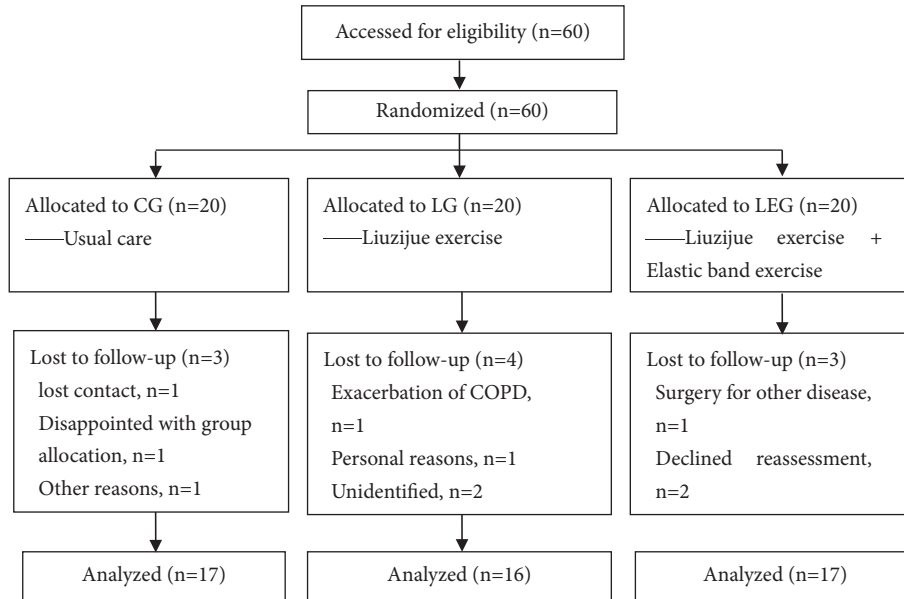 Accessed for eligibility (n=60)
Randomized (n=60)
Allocated to CG (n=20)
——Usual care
Allocated to LG (n=20)
——Liuzijue exercise
Allocated to LEG (n=20)
——Liuzijue exercise +
Elastic band exercise
Lost to follow-up (n=3)
lost contact, n=1
Disappointed with group
allocation, n=1
Other reasons, n=1
Lost to follow-up (n=4)
Exacerbation of COPD,
n=1
Personal reasons, n=1
Unidentified, n=2
Lost to follow-up (n=3)
Surgery for other disease,
n=1
Declined reassessment,
n=2
Analyzed (n=17)
Analyzed (n=16)
Analyzed (n=17)